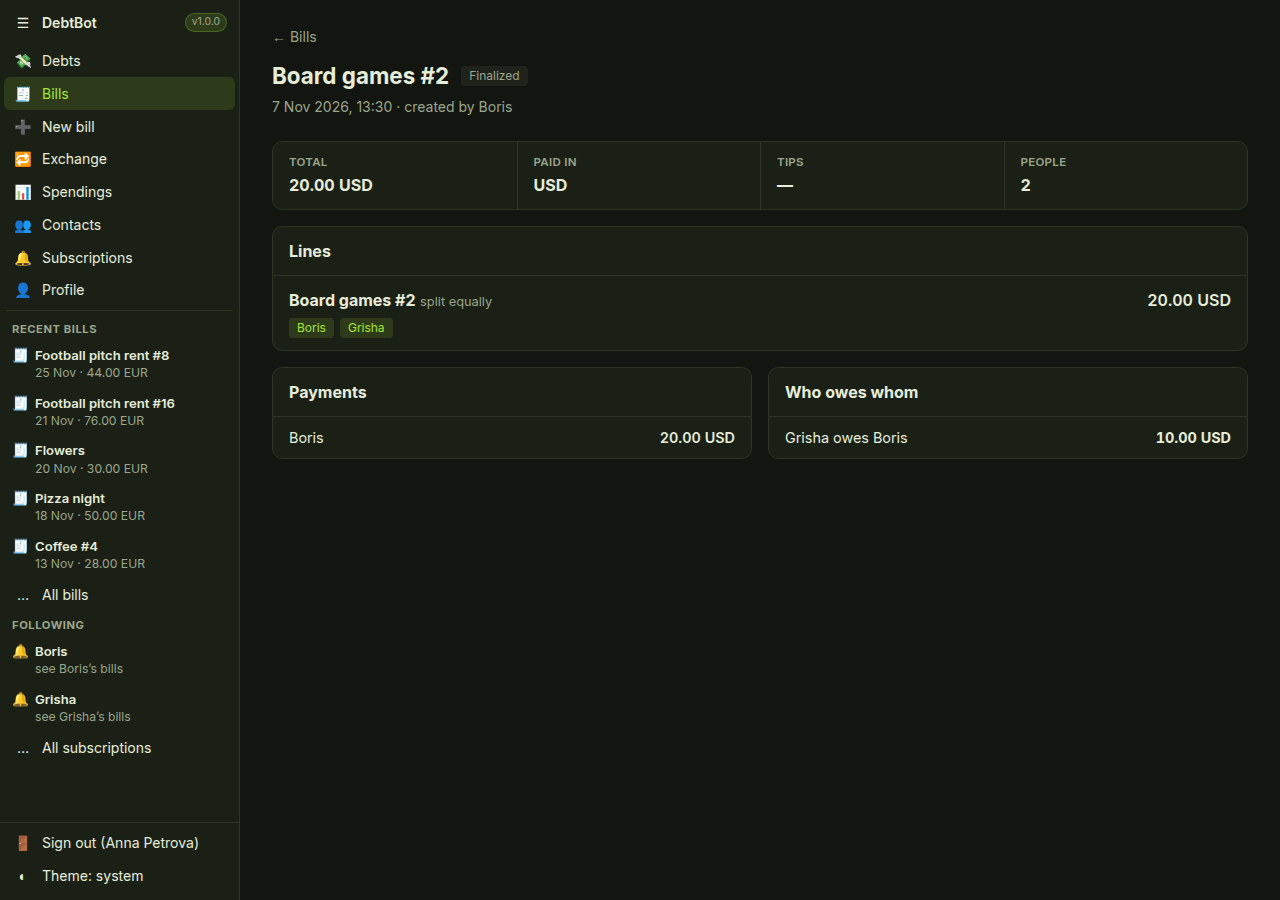 ☰ DebtBot v1.0.0
💸 Debts
🧾 Bills
➕ New bill
🔁 Exchange
📊 Spendings
👥 Contacts
🔔 Subscriptions
👤 Profile
RECENT BILLS
🧾 Football pitch rent #8
25 Nov · 44.00 EUR
🧾 Football pitch rent #16
21 Nov · 76.00 EUR
🧾 Flowers
20 Nov · 30.00 EUR
🧾 Pizza night
18 Nov · 50.00 EUR
🧾 Coffee #4
13 Nov · 28.00 EUR
… All bills
FOLLOWING
🔔 Boris
see Boris’s bills
🔔 Grisha
see Grisha’s bills
… All subscriptions
🚪 Sign out (Anna Petrova)
Theme: system
← Bills
Board games #2 Finalized
7 Nov 2026, 13:30 · created by Boris
TOTAL
20.00 USD
PAID IN
USD
TIPS
—
PEOPLE
2
Lines
Board games #2 split equally 20.00 USD
Boris Grisha
Payments
Boris 20.00 USD
Who owes whom
Grisha owes Boris 10.00 USD